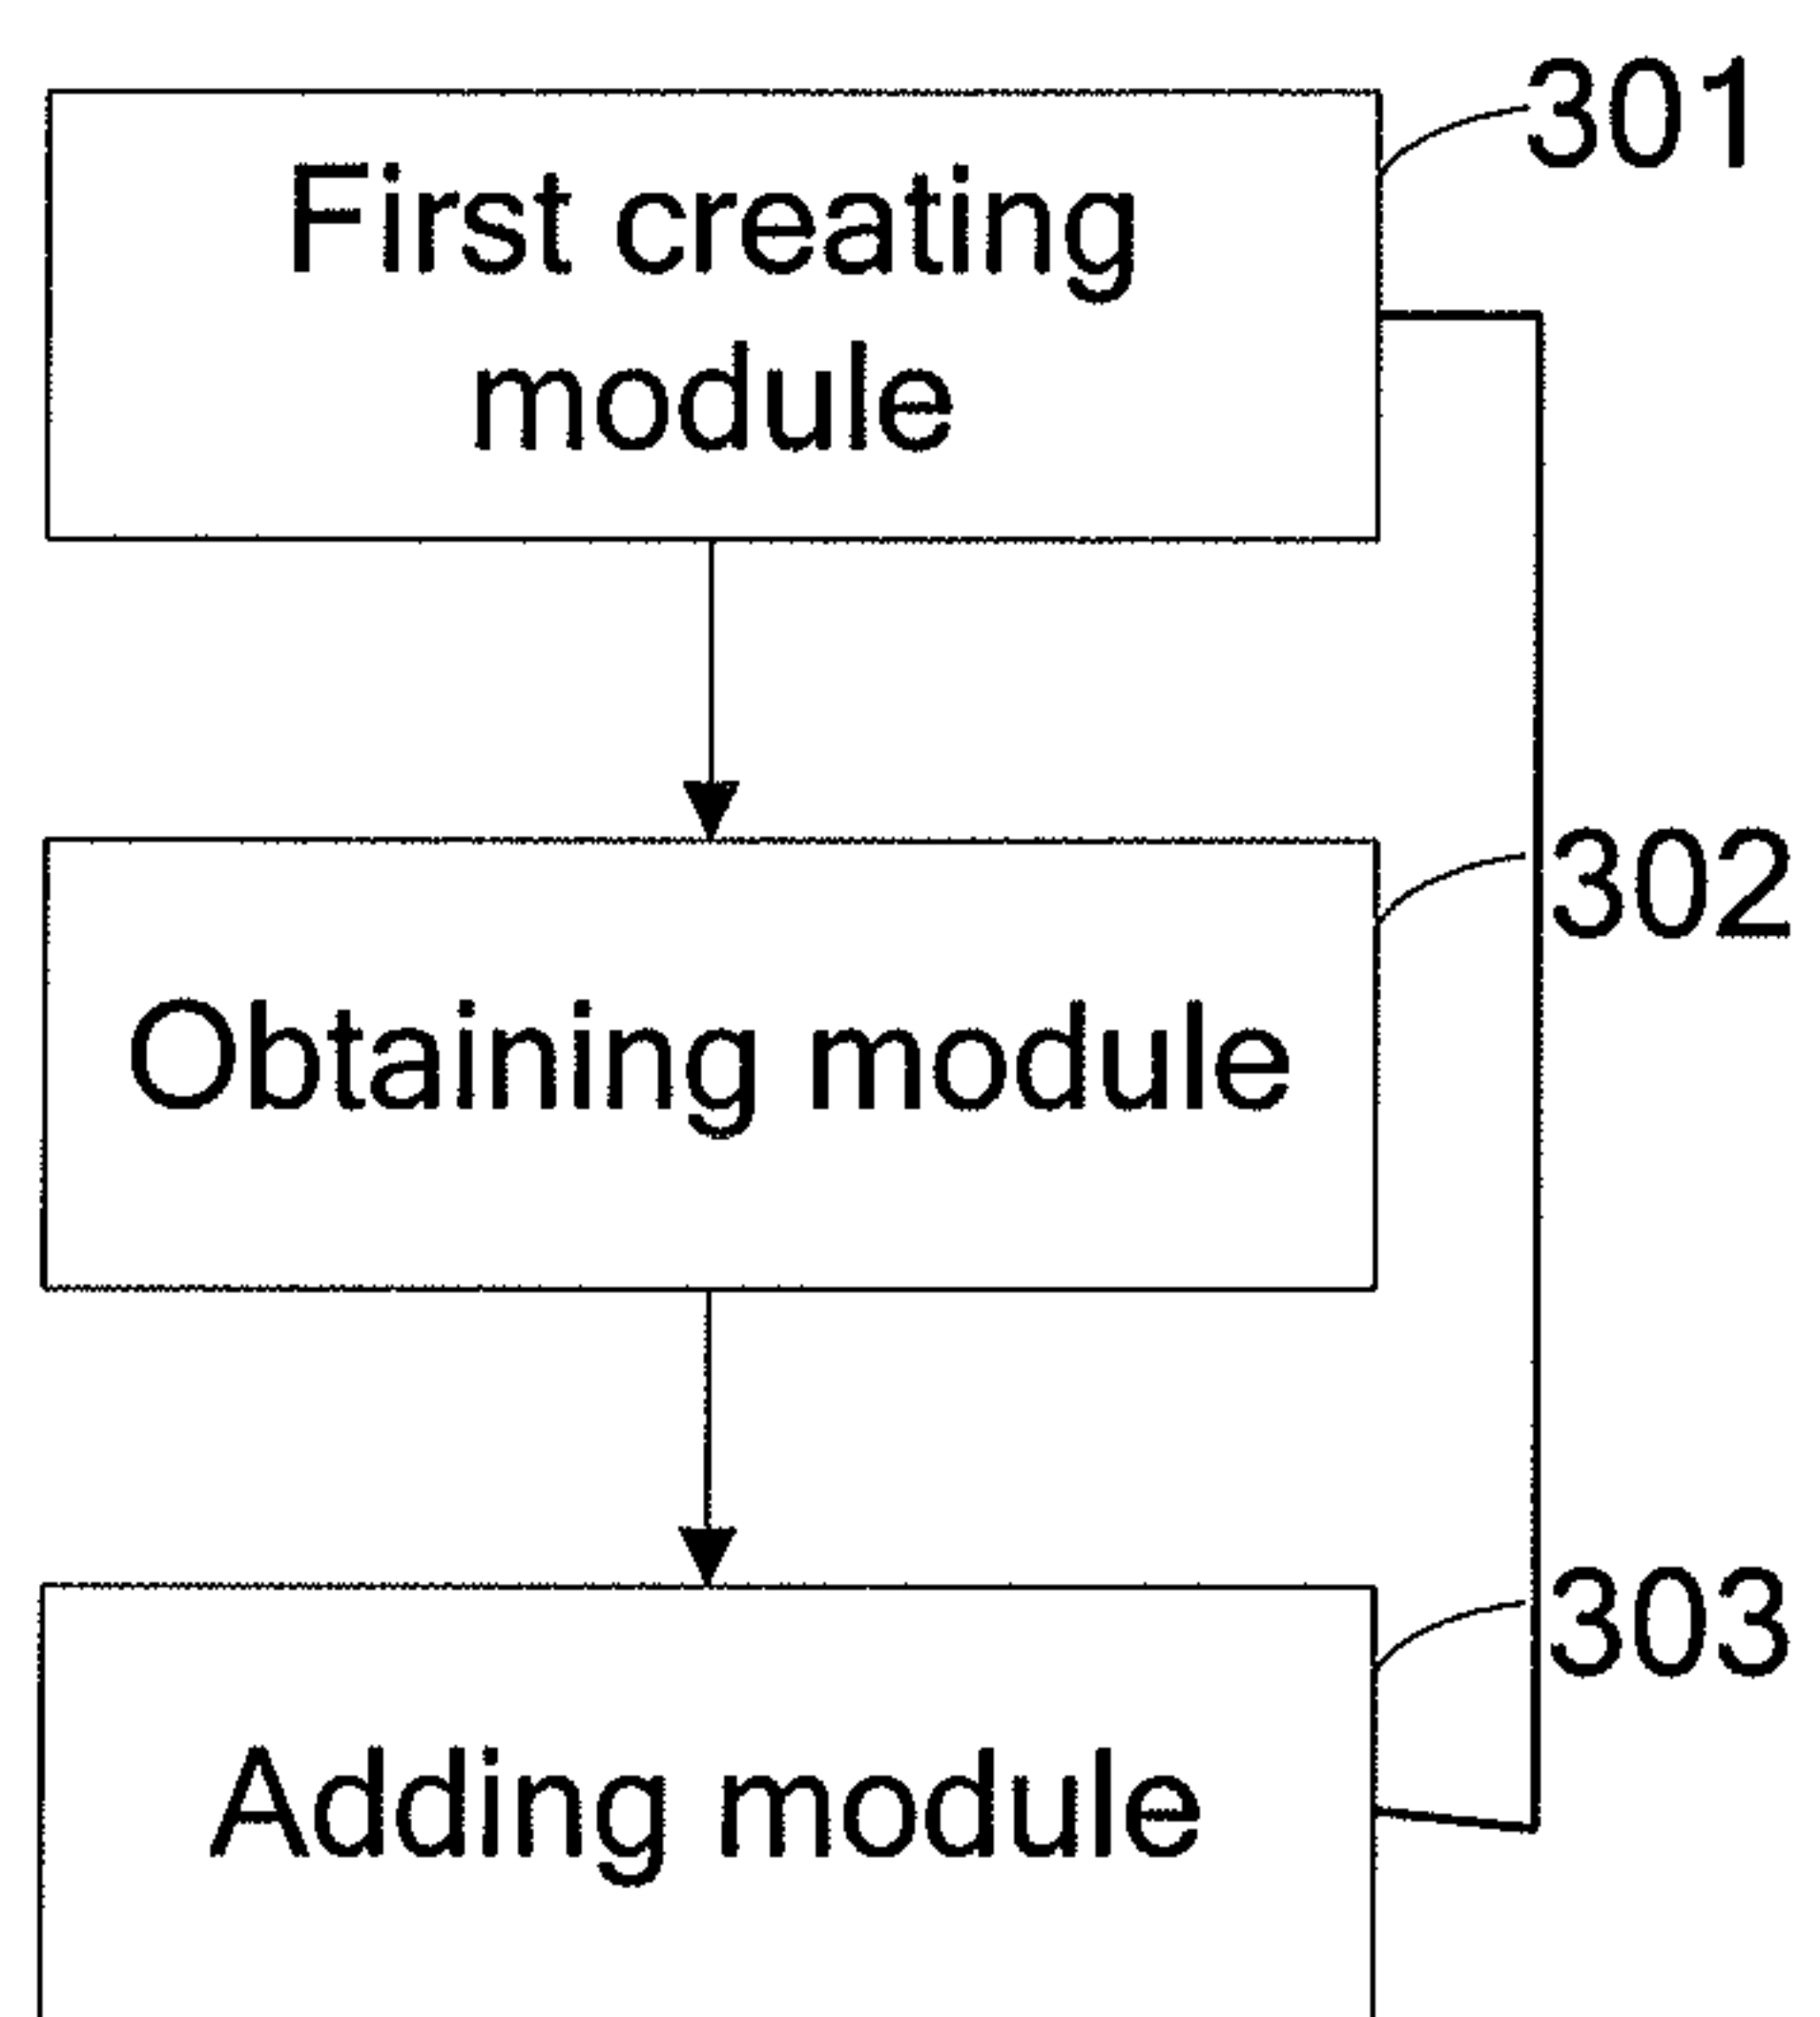 301
First creating
module
302
Obtaining module
303
Adding module